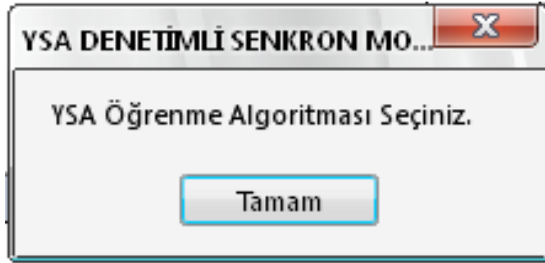 YSA DENETİMLİ SENKRON MO...
YSA Öğrenme Algoritması Seçiniz.
Tamam